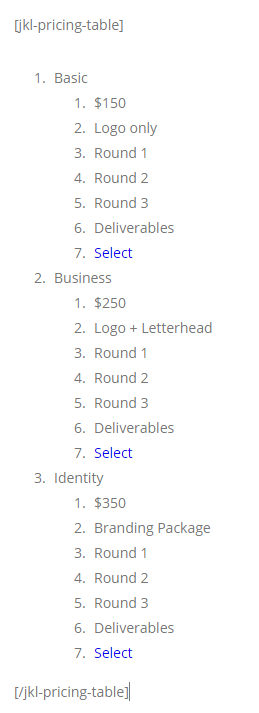 [jkl-pricing-table]
1. Basic
1. $150
2. Logo only
3. Round 1
4. Round 2
5. Round 3
6. Deliverables
7. Select
2. Business
1. $250
2. Logo + Letterhead
3. Round 1
4. Round 2
5. Round 3
6. Deliverables
7. Select
3. Identity
1. $350
2. Branding Package
3. Round 1
4. Round 2
5. Round 3
6. Deliverables
7. Select
[/jkl-pricing-table]